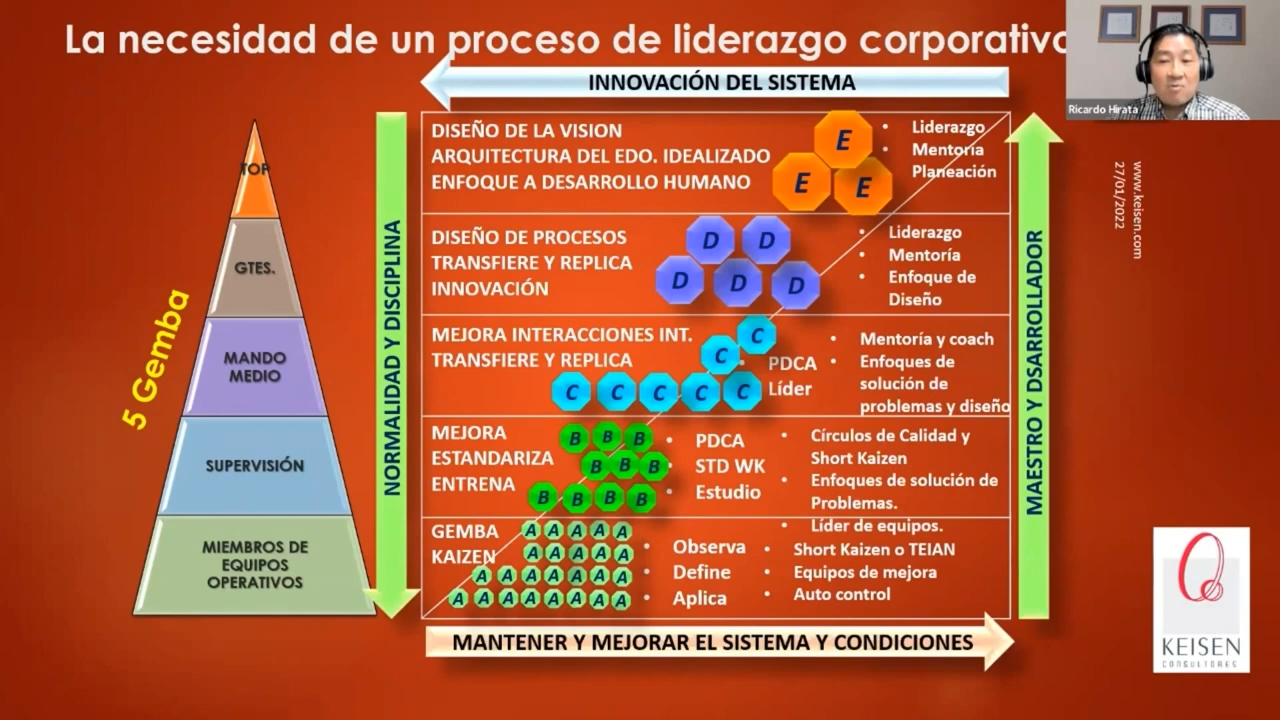 La necesidad de un proceso de liderazgo corporativo
Ricardo Hirata
INNOVACIÓN DEL SISTEMA
5 Gemba
TOP
GTES.
MANDO
MEDIO
SUPERVISIÓN
MIEMBROS DE
EQUIPOS
OPERATIVOS
NORMALIDAD Y DISCIPLINA
DISEÑO DE LA VISION
ARQUITECTURA DEL EDO. IDEALIZADO
ENFOQUE A DESARROLLO HUMANO
E
E E
• Liderazgo
• Mentoría
• Planeación
DISEÑO DE PROCESOS
TRANSFIERE Y REPLICA
INNOVACIÓN
D D
D D D
• Liderazgo
• Mentoría
• Enfoque de
Diseño
MEJORA INTERACCIONES INT.
TRANSFIERE Y REPLICA
C
C
C C C C C
• PDCA
Líder
• Mentoría y coach
• Enfoques de
solución de
problemas y diseño
MEJORA
ESTANDARIZA
ENTRENA
B B B
B B B
B B B B
• PDCA
• STD WK
• Estudio
• Círculos de Calidad y
Short Kaizen
• Enfoques de solución de
Problemas.
• Líder de equipos.
GEMBA
KAIZEN
A A A A A
A A A A A
A A A A A A A
A A A A A A A A
• Observa
• Define
• Aplica
• Short Kaizen o TEIAN
• Equipos de mejora
• Auto control
MAESTRO Y DSARROLLADOR
MANTENER Y MEJORAR EL SISTEMA Y CONDICIONES
www.keisen.com
27/01/2022
KEISEN
CONSULTORES